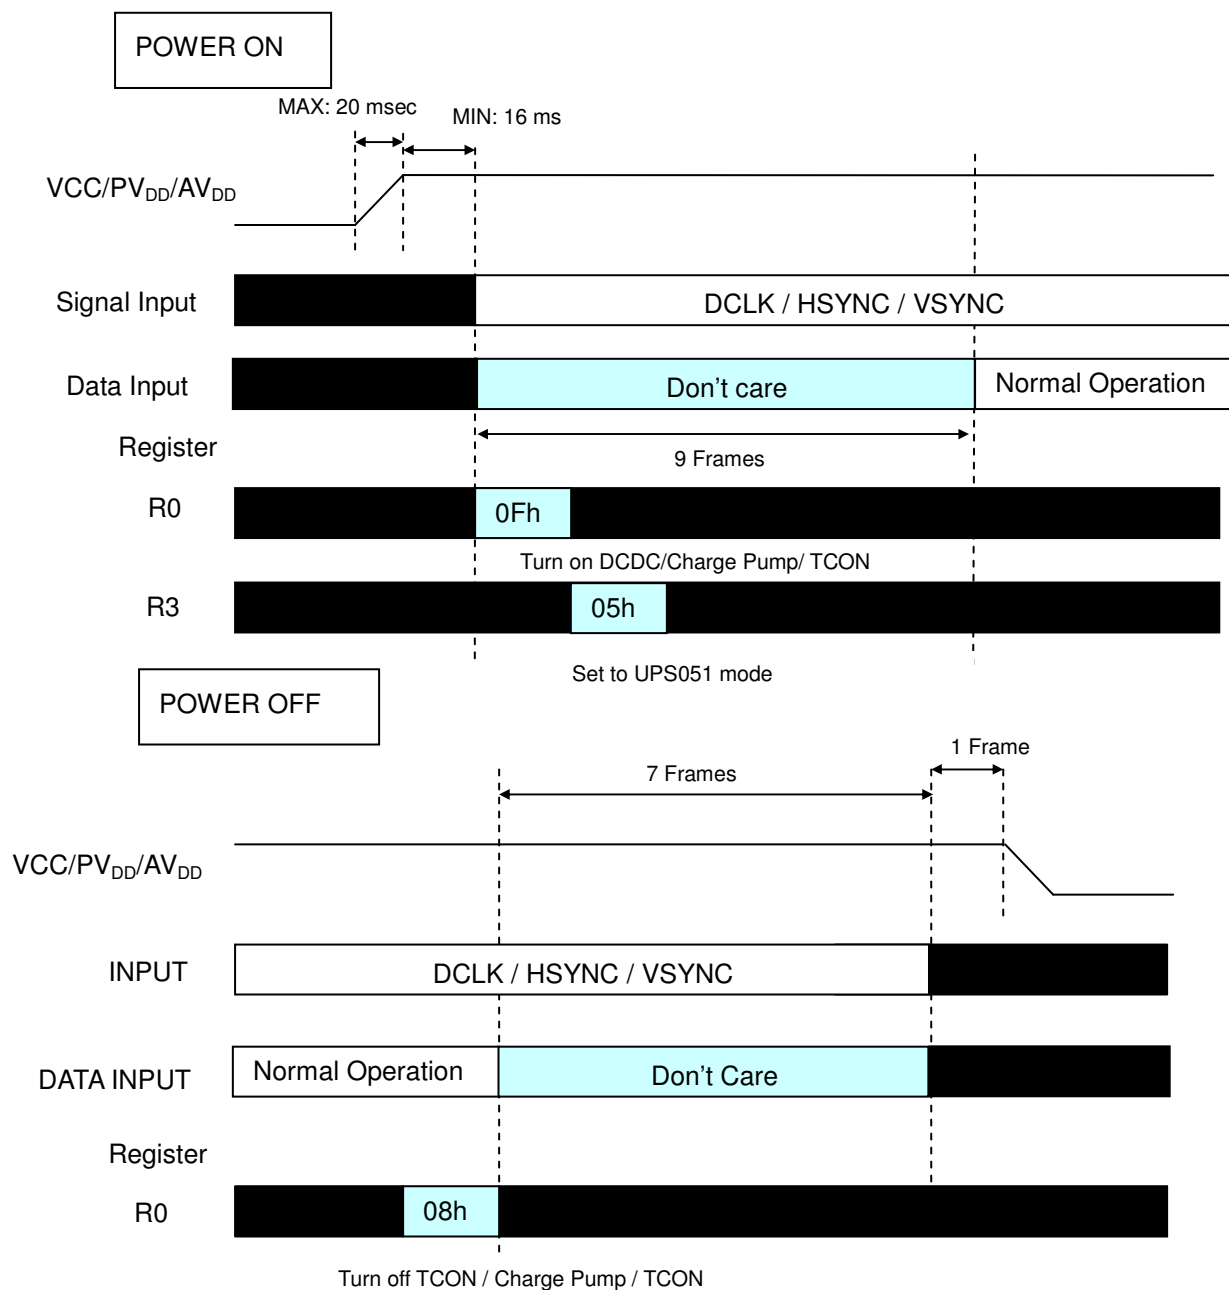 POWER ON
MAX: 20 msec
MIN: 16 ms
VCC/PVDD/AVDD
Signal Input
DCLK / HSYNC / VSYNC
Data Input
Don't care
Normal Operation
Register
9 Frames
R0
0Fh
Turn on DCDC/Charge Pump/ TCON
R3
05h
Set to UPS051 mode
POWER OFF
1 Frame
7 Frames
VCC/PVDD/AVDD
INPUT
DCLK / HSYNC / VSYNC
DATA INPUT
Normal Operation
Don't Care
Register
R0
08h
Turn off TCON / Charge Pump / TCON